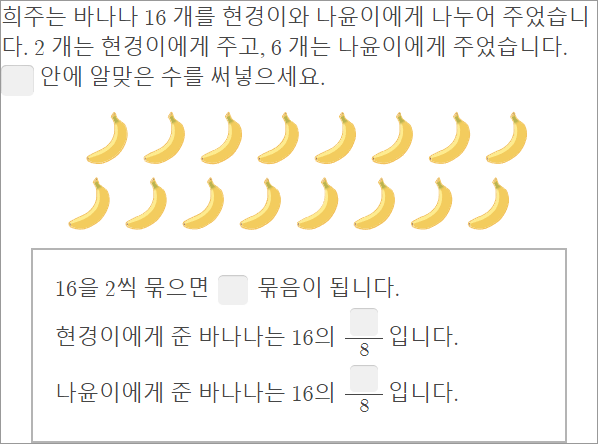 희주는 바나나 16 개를 현경이와 나윤이에게 나누어 주었습니
다. 2 개는 현경이에게 주고, 6 개는 나윤이에게 주었습니다.
안에 알맞은 수를 써넣으세요.
16을 2씩 묶으면 묶음이 됩니다.
현경이에게 준 바나나는 16의 /8 입니다.
나윤이에게 준 바나나는 16의 /8 입니다.